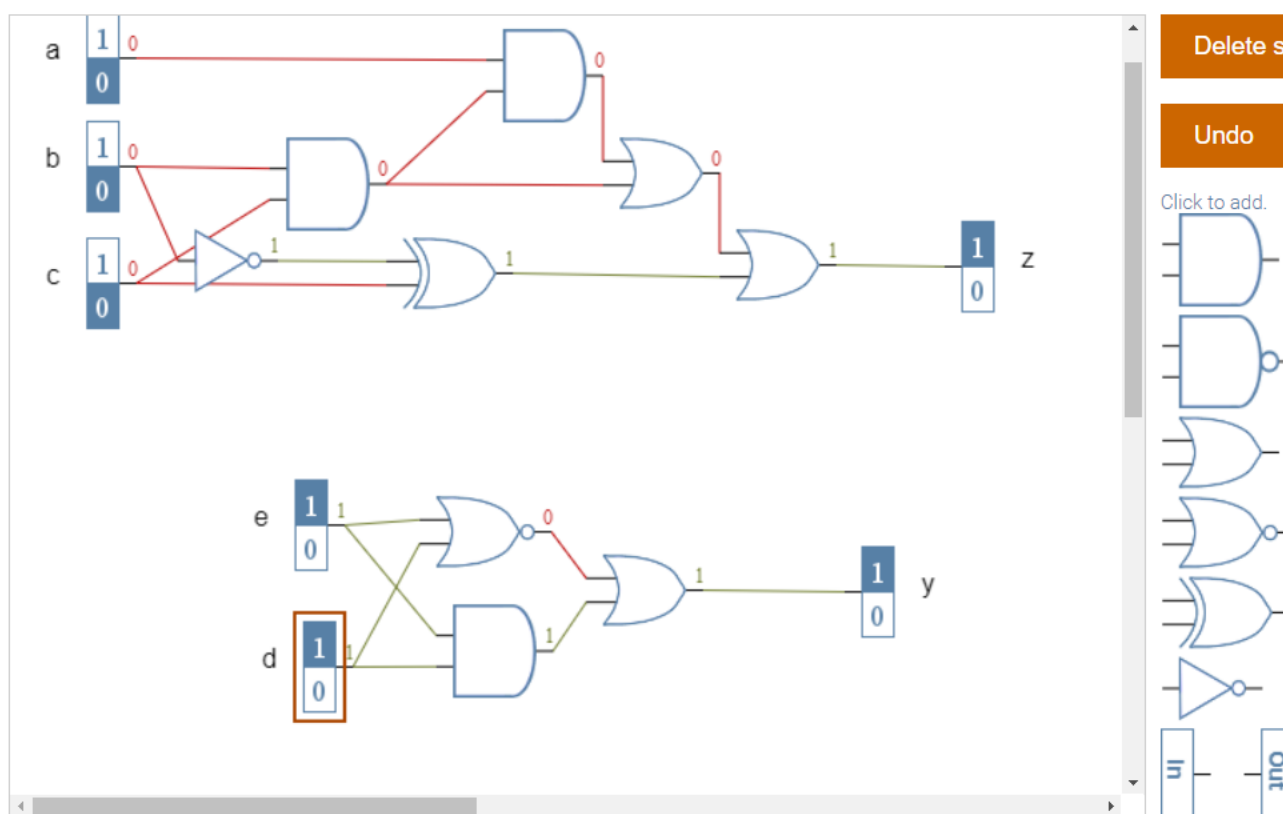 a 1 0
0 0
b 1 0 0 0
0
c 1 0 1 1 1 1 z
0 0
e 1 1 0
0 1 1 y
d 1 1 1 0
0
Delete s
Undo
Click to add.
In Out